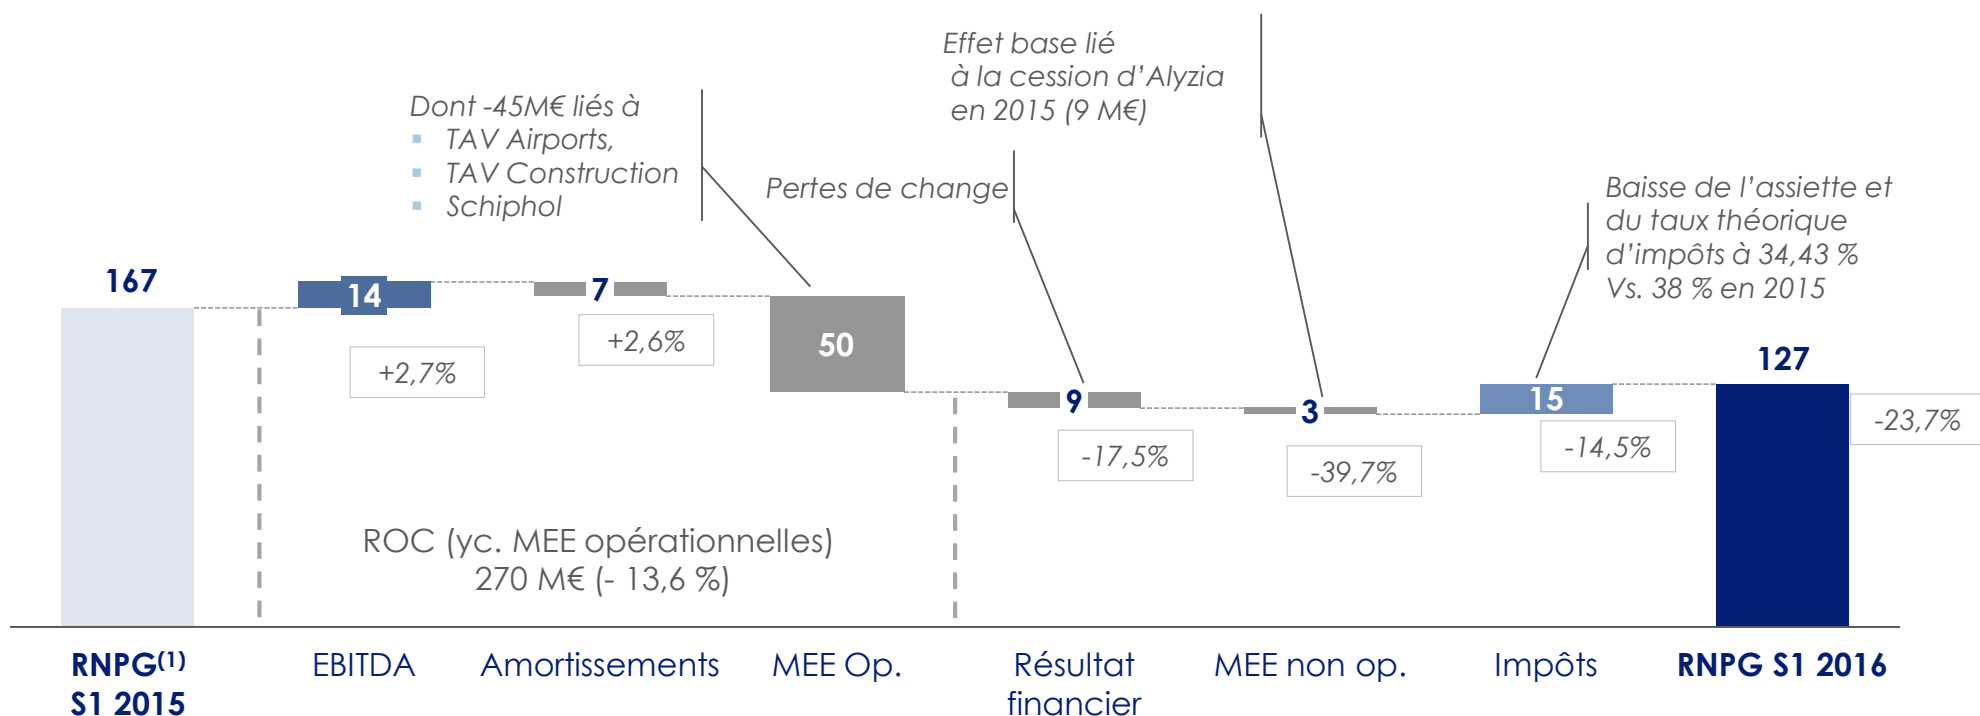 Effet base lié
à la cession d'Alyzia
en 2015 (9 M€)
Dont -45M€ liés à
▪ TAV Airports,
▪ TAV Construction
▪ Schiphol
Pertes de change
Baisse de l'assiette et
du taux théorique
d'impôts à 34,43 %
Vs. 38 % en 2015
167
14
7
50
9
3
15
127
+2,7%
+2,6%
-17,5%
-39,7%
-14,5%
-23,7%
ROC (yc. MEE opérationnelles)
270 M€ (- 13,6 %)
RNPG(1)
S1 2015
EBITDA
Amortissements
MEE Op.
Résultat
financier
MEE non op.
Impôts
RNPG S1 2016